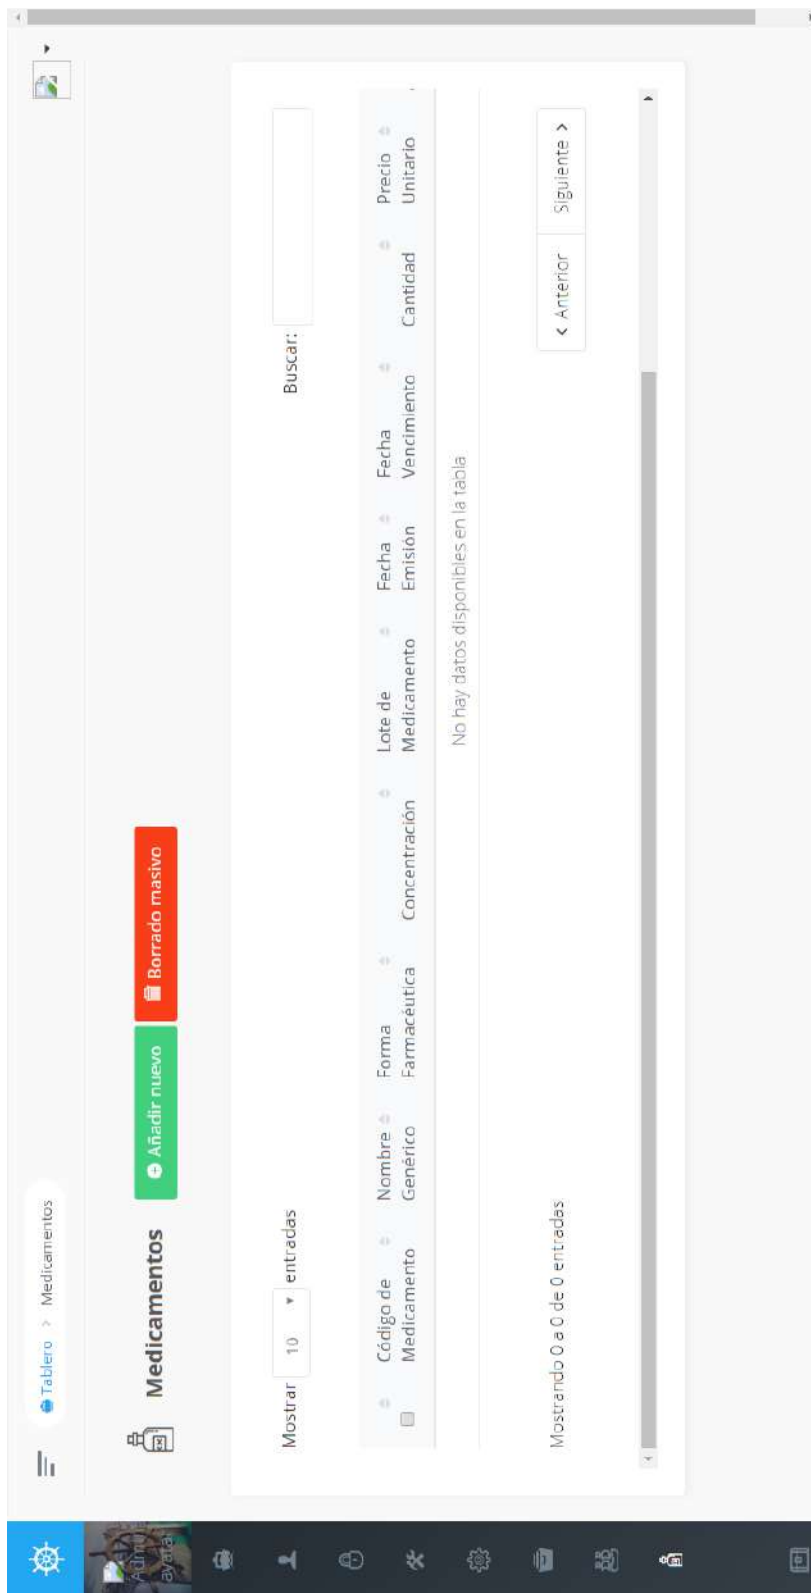 Tablero > Medicamentos
Medicamentos
Añadir nuevo
Borrado masivo
Mostrar 10 entradas
Buscar:
Código de Medicamento
Nombre Genérico
Forma Farmacéutica
Concentración
Lote de Medicamento
Fecha Emisión
Fecha Vencimiento
Cantidad
Precio Unitario
No hay datos disponibles en la tabla
Mostrando 0 a 0 de 0 entradas
< Anterior
Siguiente >